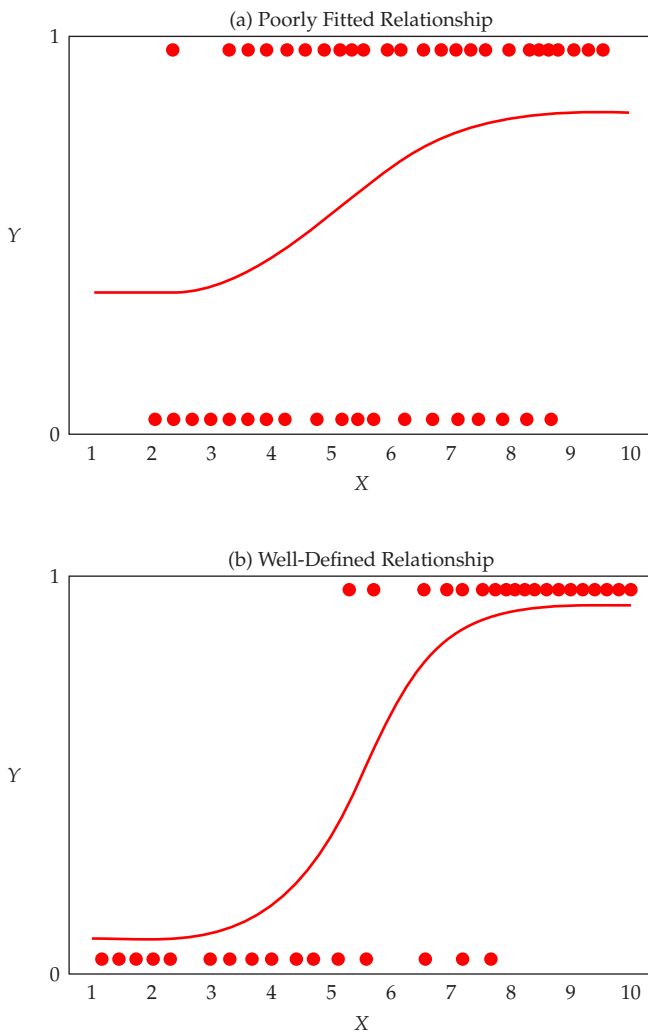 (a) Poorly Fitted Relationship
1
Y
0
1 2 3 4 5 6 7 8 9 10
X
(b) Well-Defined Relationship
1
Y
0
1 2 3 4 5 6 7 8 9 10
X